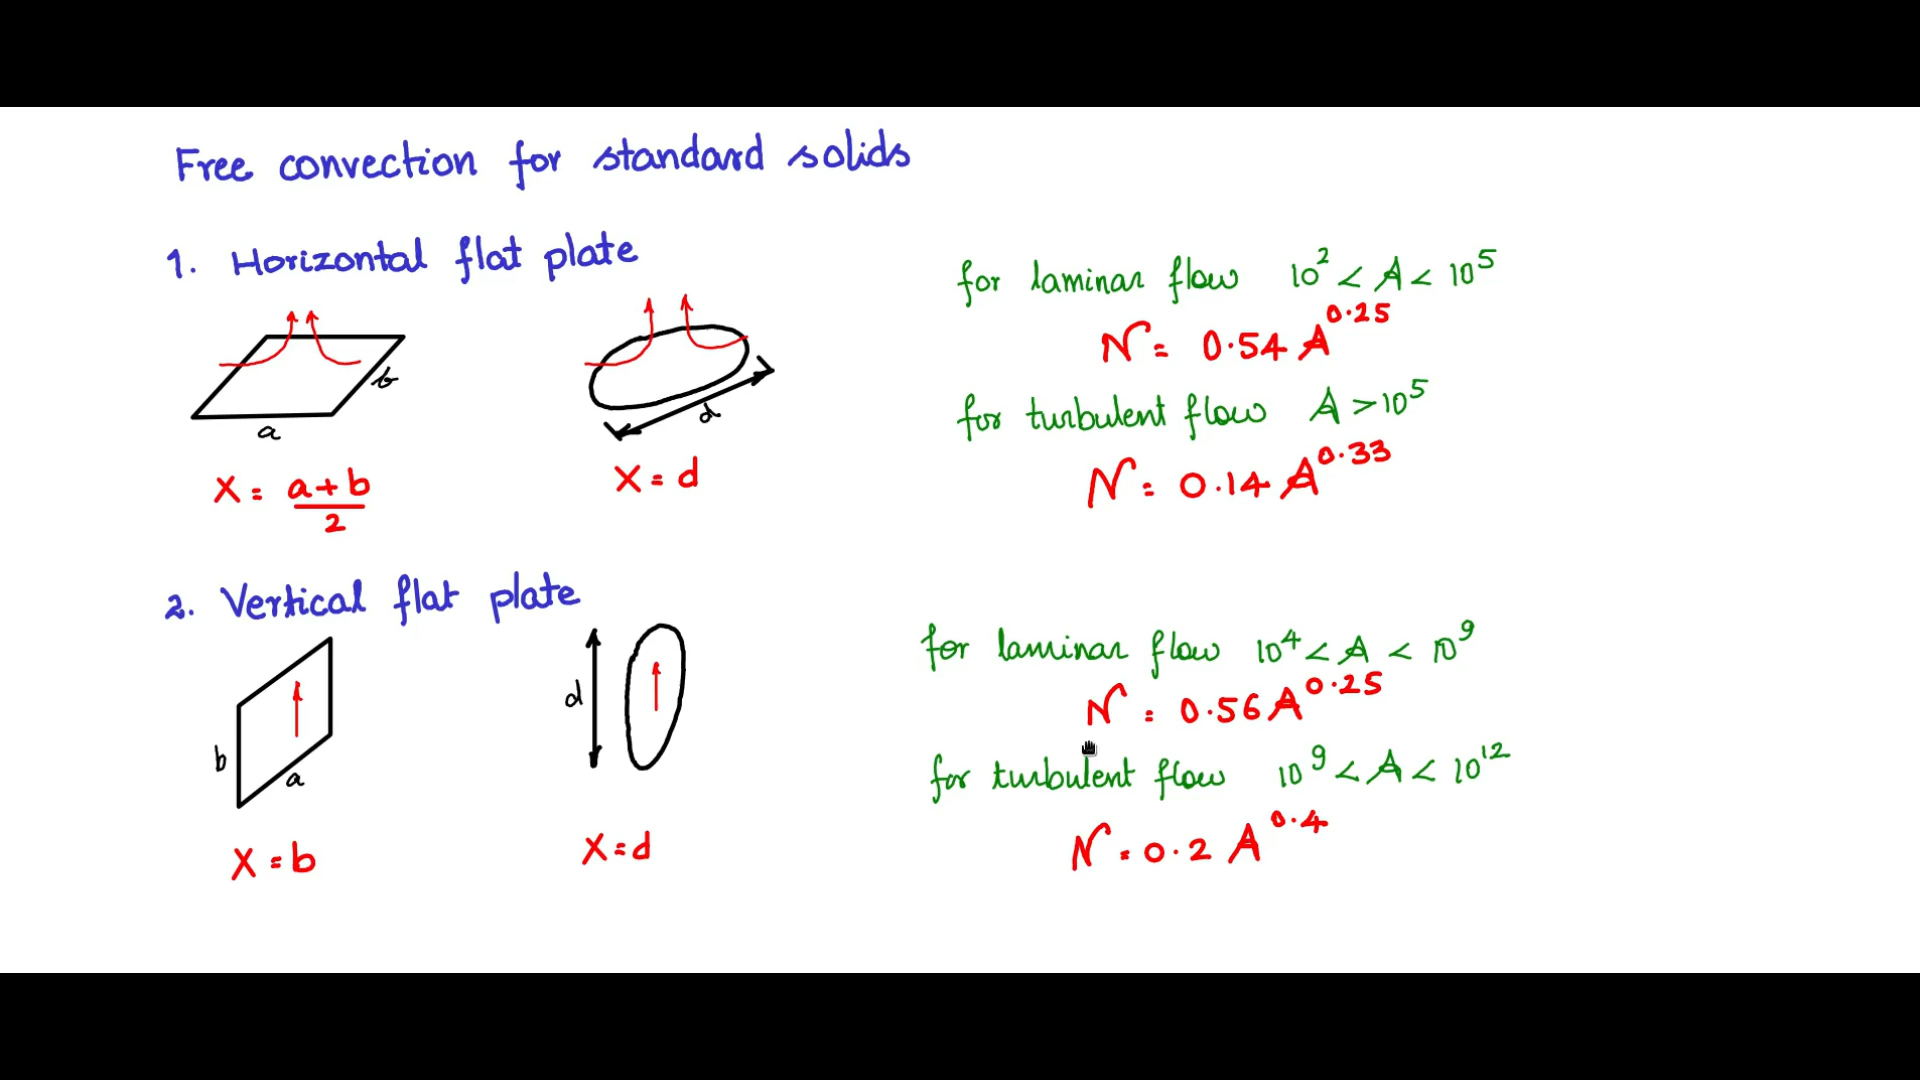 Free convection for standard solids
1. Horizontal flat plate
a
b
X = a+b/2
d
X = d
for laminar flow 10² < A < 10⁵
N = 0.54 A^0.25
for turbulent flow A > 10⁵
N = 0.14 A^0.33
2. Vertical flat plate
b
a
X = b
d
X = d
for laminar flow 10⁴ < A < 10⁹
N = 0.56 A^0.25
for turbulent flow 10⁹ < A < 10¹²
N = 0.2 A^0.4